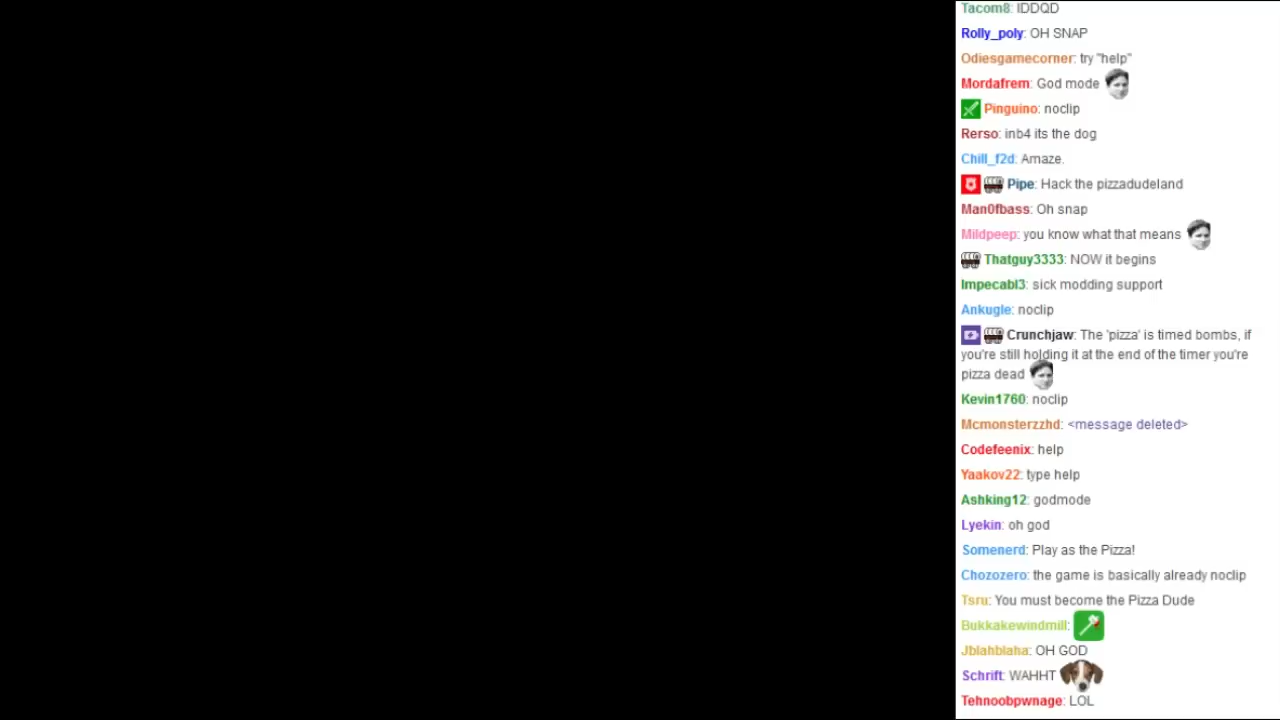 Tacom8: IDDQD
Rolly_poly: OH SNAP
Odiesgamecorner: try "help"
Mordafrem: God mode
Pinguino: noclip
Rerso: inb4 its the dog
Chill_f2d: Amaze.
Pipe: Hack the pizzadudeland
Man0fbass: Oh snap
Mildpeep: you know what that means
Thatguy3333: NOW it begins
Impecabl3: sick modding support
Ankugle: noclip
Crunchjaw: The 'pizza' is timed bombs, if
you're still holding it at the end of the timer you're
pizza dead
Kevin1760: noclip
Mcmonsterzzhd: <message deleted>
Codefeenix: help
Yaakov22: type help
Ashking12: godmode
Lyekin: oh god
Somenerd: Play as the Pizza!
Chozozero: the game is basically already noclip
Tsru: You must become the Pizza Dude
Bukkakewindmill:
Jblahblaha: OH GOD
Schrift: WAHHT
Tehnoobpwnage: LOL